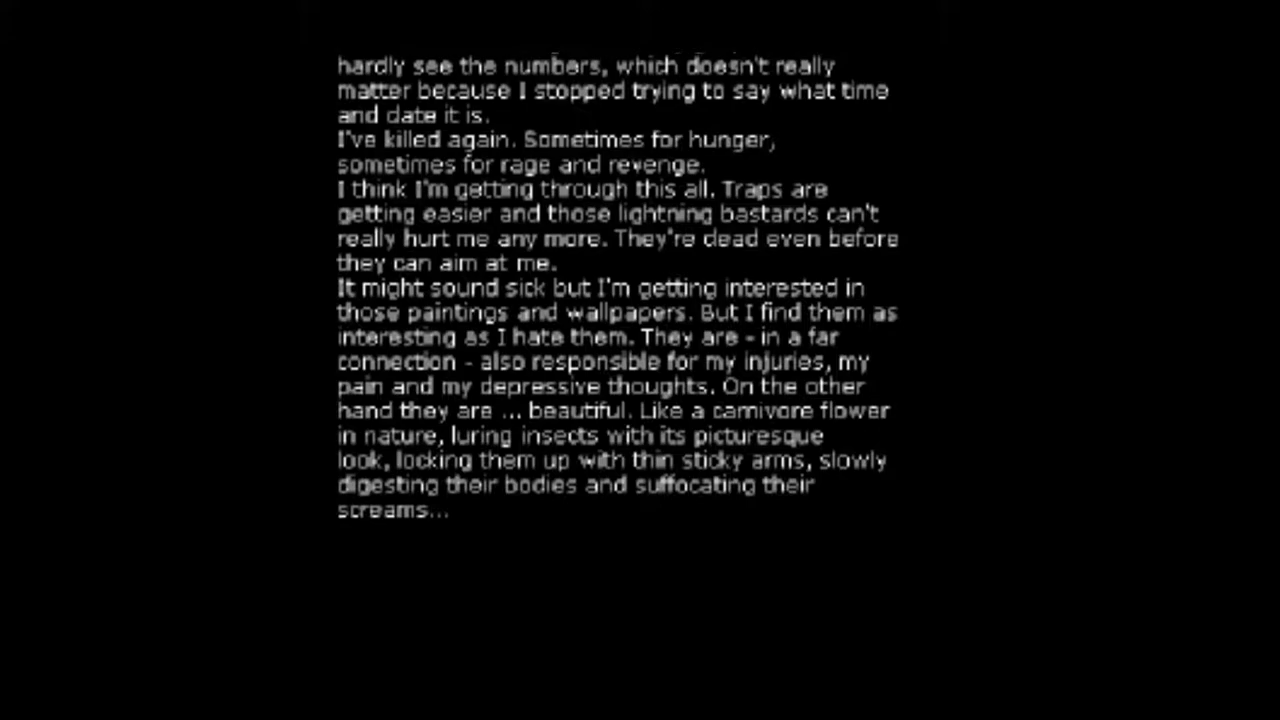 hardly see the numbers, which doesn't really
matter because I stopped trying to say what time
and date it is.
I've killed again. Sometimes for hunger,
sometimes for rage and revenge.
I think I'm getting through this all. Traps are
getting easier and those lightning bastards can't
really hurt me any more. They're dead even before
they can aim at me.
It might sound sick but I'm getting interested in
those paintings and wallpapers. But I find them as
interesting as I hate them. They are - in a far
connection - also responsible for my injuries, my
pain and my depressive thoughts. On the other
hand they are ... beautiful. Like a carnivore flower
in nature, luring insects with its picturesque
look, locking them up with thin sticky arms, slowly
digesting their bodies and suffocating their
screams...